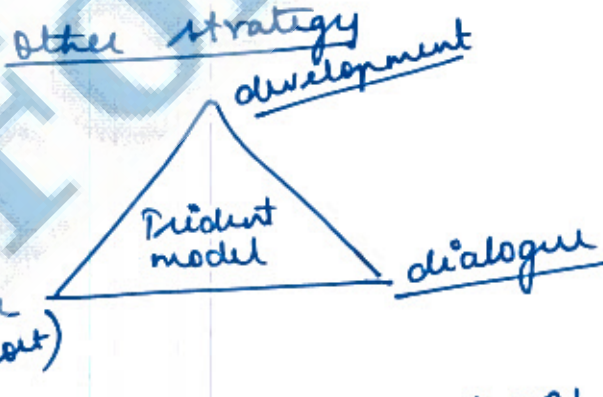 Other strategy
development
Trident
model
dialogue